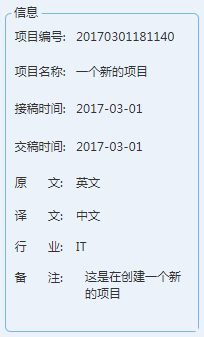 信息
项目编号: 20170301181140
项目名称: 一个新的项目
接稿时间: 2017-03-01
交稿时间: 2017-03-01
原 文: 英文
译 文: 中文
行 业: IT
备 注: 这是在创建一个新
的项目